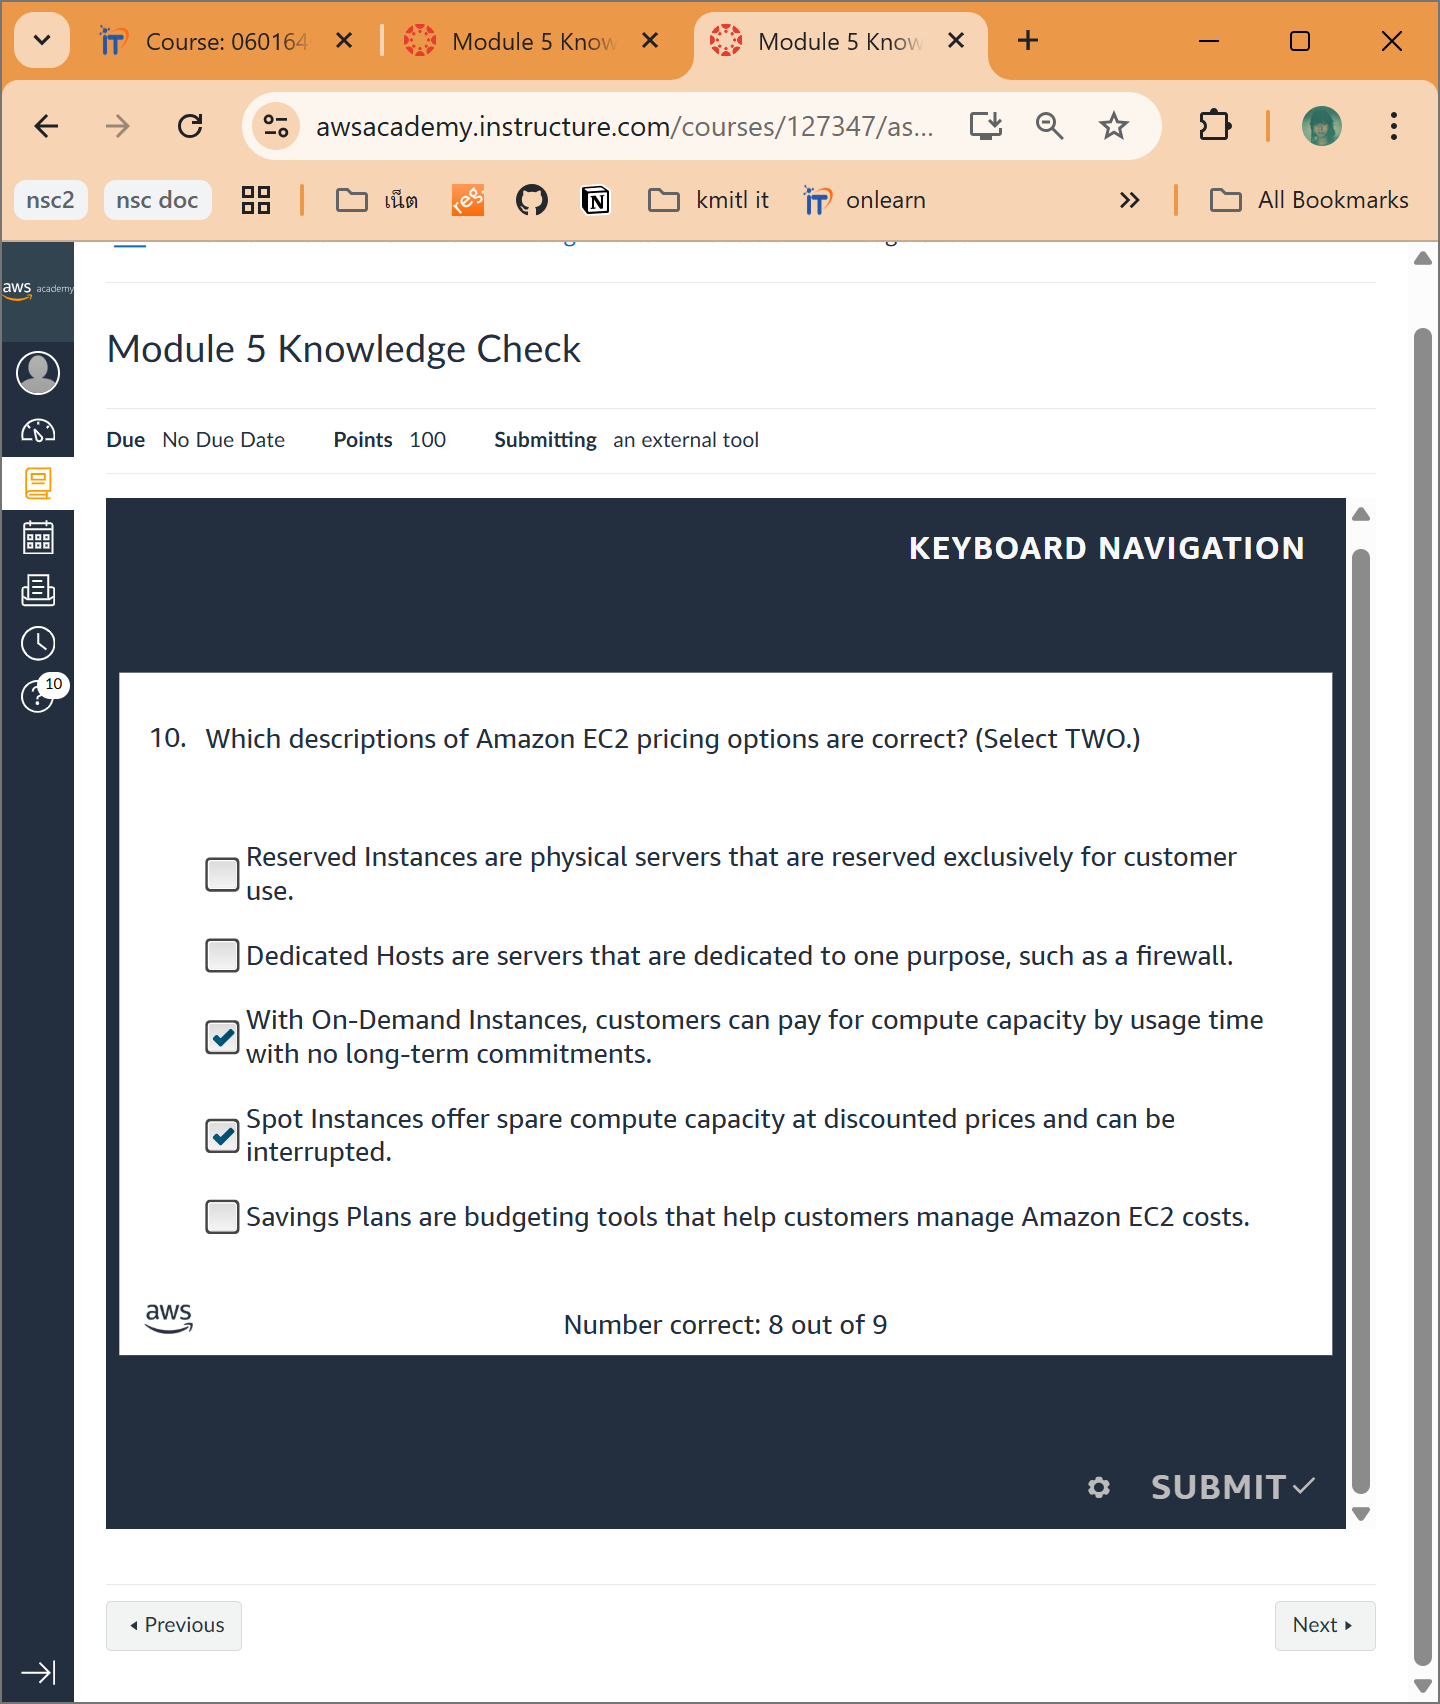 Course: 060164
Module 5 Know
Module 5 Know
awsacademy.instructure.com/courses/127347/as...
nsc2
nsc doc
เน็ต
reg
N
kmitl it
iT onlearn
All Bookmarks
aws academy
Module 5 Knowledge Check
Due No Due Date Points 100 Submitting an external tool
10
KEYBOARD NAVIGATION
10. Which descriptions of Amazon EC2 pricing options are correct? (Select TWO.)
Reserved Instances are physical servers that are reserved exclusively for customer
use.
Dedicated Hosts are servers that are dedicated to one purpose, such as a firewall.
With On-Demand Instances, customers can pay for compute capacity by usage time
with no long-term commitments.
Spot Instances offer spare compute capacity at discounted prices and can be
interrupted.
Savings Plans are budgeting tools that help customers manage Amazon EC2 costs.
aws
Number correct: 8 out of 9
SUBMIT
Previous
Next